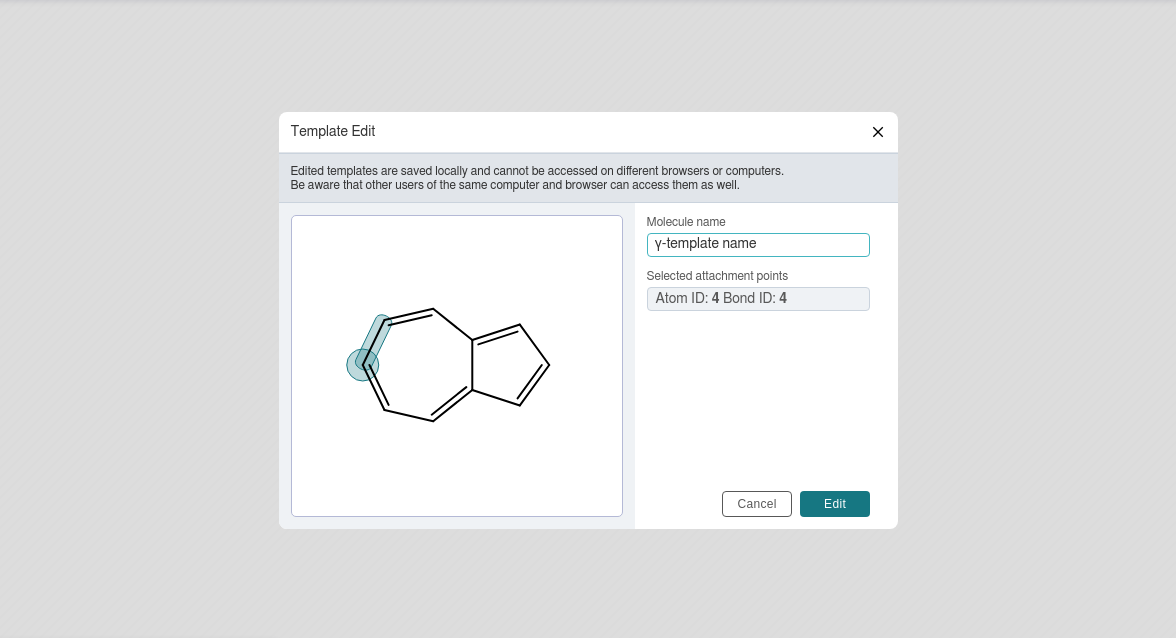 Template Edit
Edited templates are saved locally and cannot be accessed on different browsers or computers.
Be aware that other users of the same computer and browser can access them as well.
Molecule name
γ-template name
Selected attachment points
Atom ID: 4 Bond ID: 4
Cancel
Edit